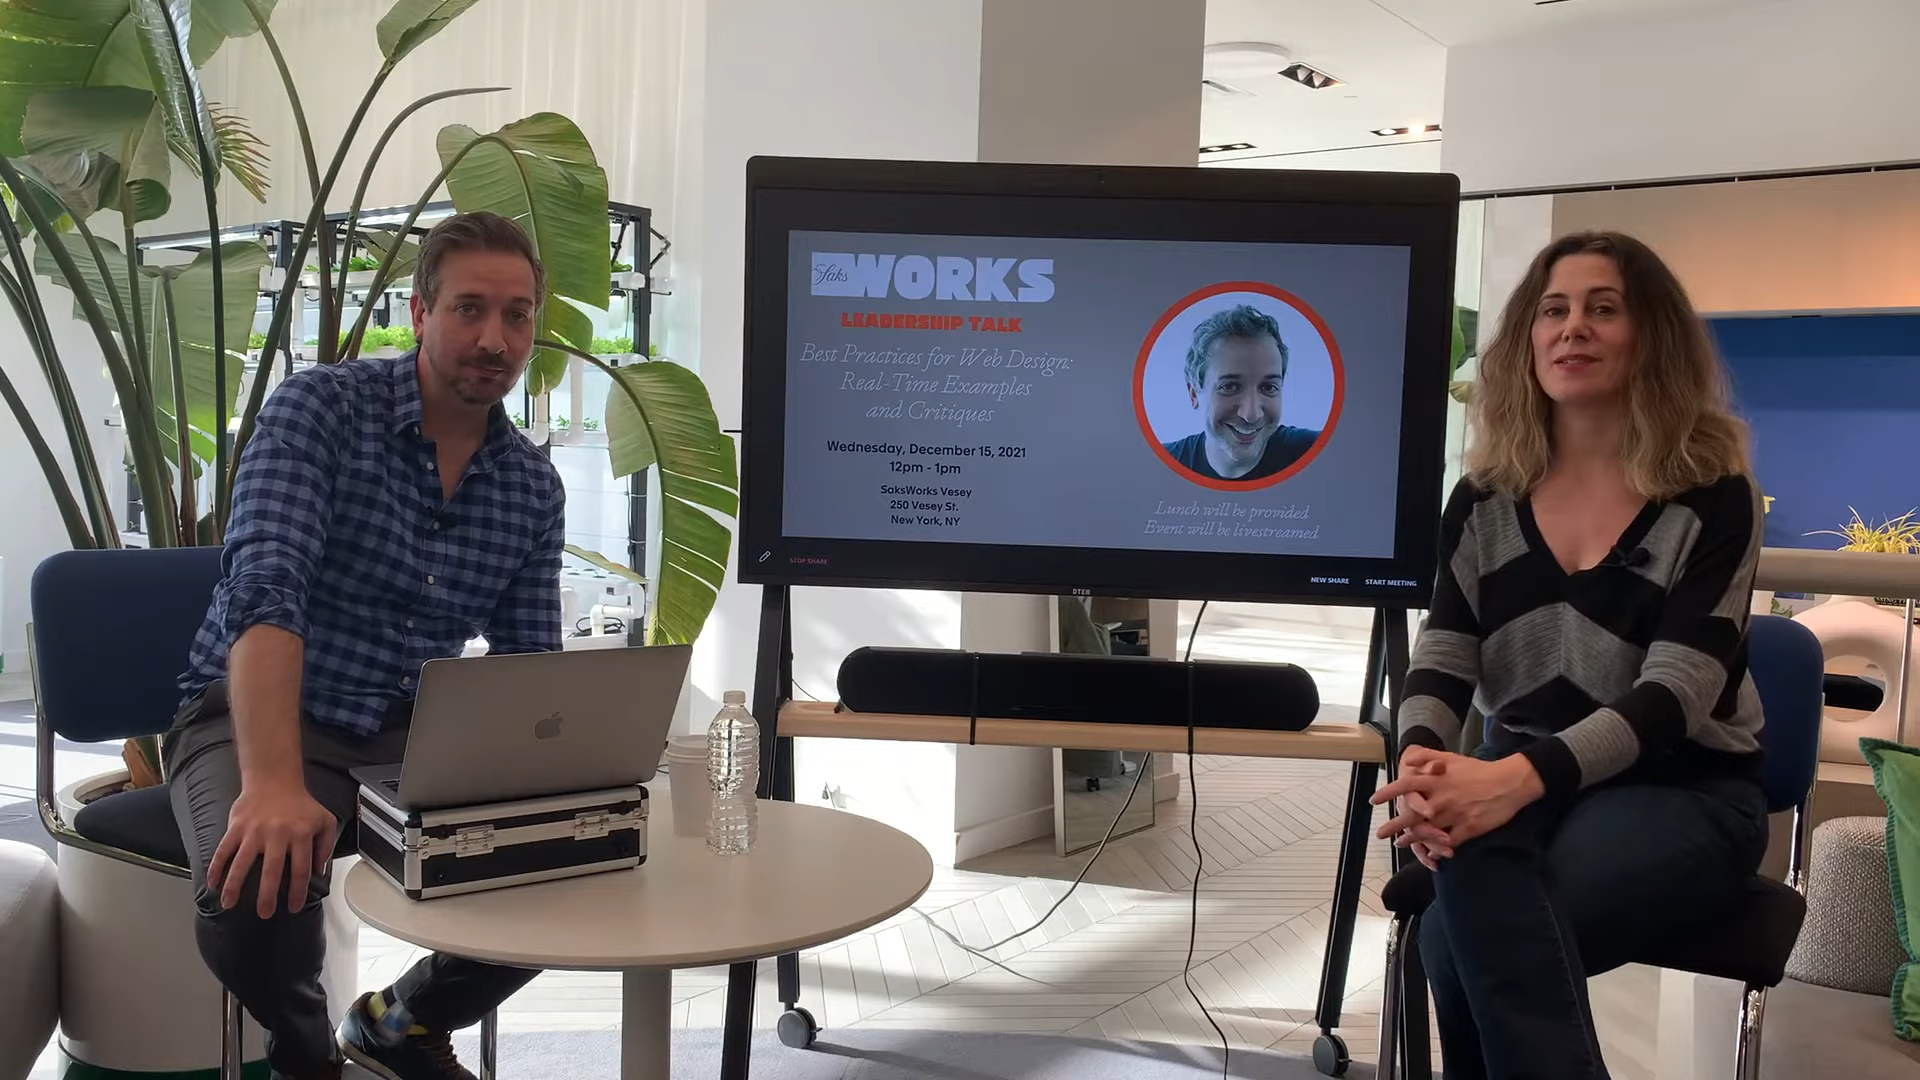 Saks WORKS
LEADERSHIP TALK
Best Practices for Web Design:
Real-Time Examples
and Critiques
Wednesday, December 15, 2021
12pm - 1pm
SaksWorks Vesey
250 Vesey St.
New York, NY
Lunch will be provided
Event will be livestreamed
STOP SHARE
NEW SHARE
START MEETING
DTEN